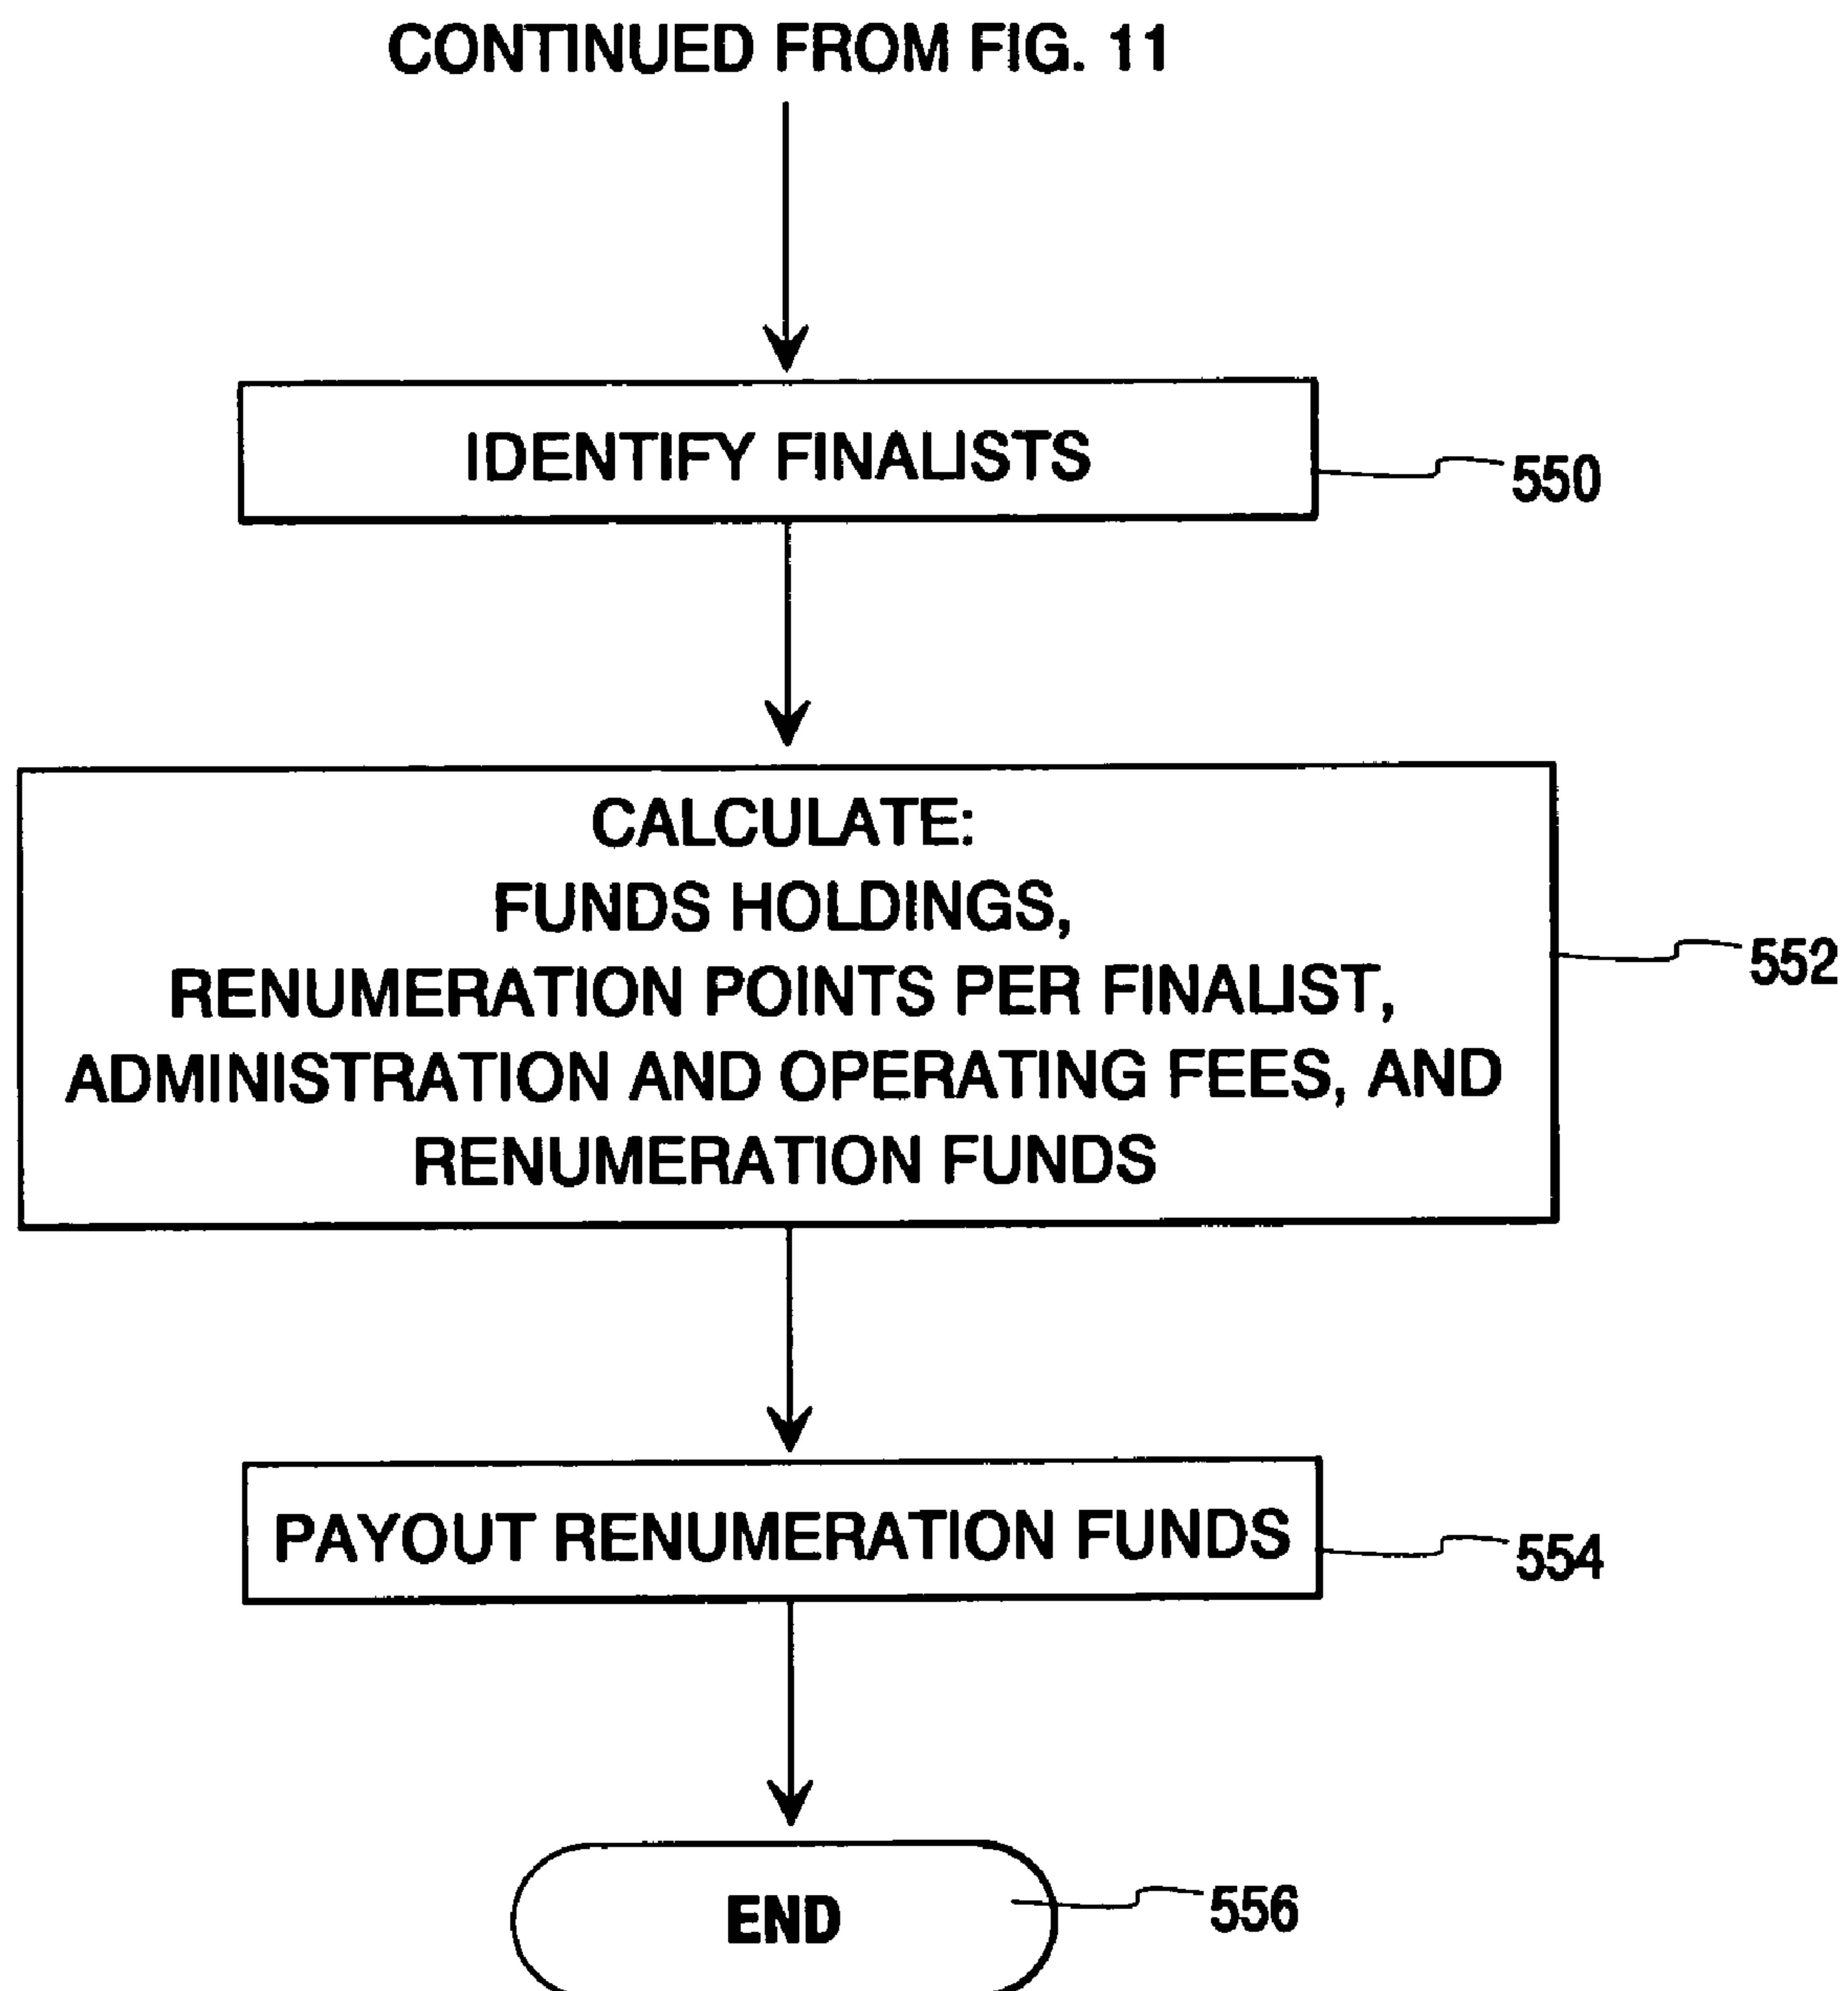 CONTINUED FROM FIG. 11
IDENTIFY FINALISTS
550
CALCULATE:
FUNDS HOLDINGS,
RENUMERATION POINTS PER FINALIST,
ADMINISTRATION AND OPERATING FEES, AND
RENUMERATION FUNDS
552
PAYOUT RENUMERATION FUNDS
554
END
556